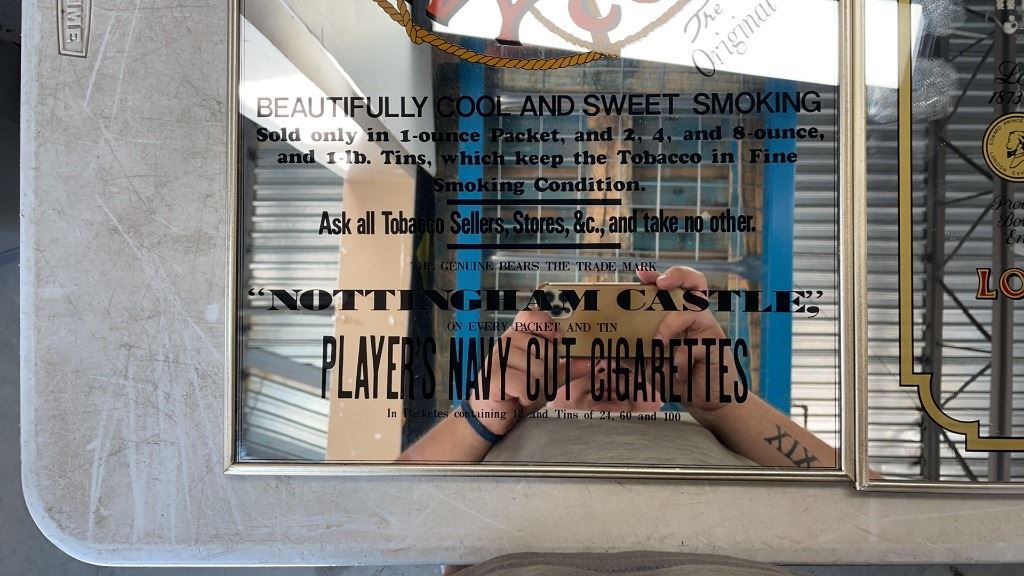 The
Original
BEAUTIFULLY COOL AND SWEET SMOKING
Sold only in 1-ounce Packet, and 2, 4, and 8-ounce,
and 1-lb. Tins, which keep the Tobacco in Fine
Smoking Condition.
Ask all Tobacco Sellers, Stores, &c., and take no other.
THE GENUINE BEARS THE TRADE MARK
"NOTTINGHAM CASTLE,"
ON EVERY PACKET AND TIN
PLAYER'S NAVY CUT CIGARETTES
In Packetes containing 12 and Tins of 24, 60 and 100
XIX
1873
LO